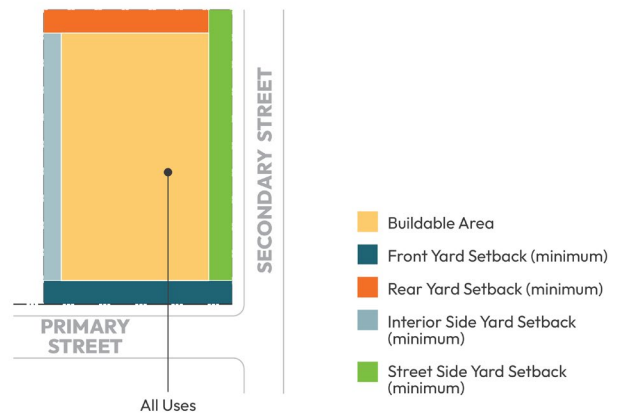 SECONDARY STREET
PRIMARY
STREET
All Uses
Buildable Area
Front Yard Setback (minimum)
Rear Yard Setback (minimum)
Interior Side Yard Setback
(minimum)
Street Side Yard Setback
(minimum)